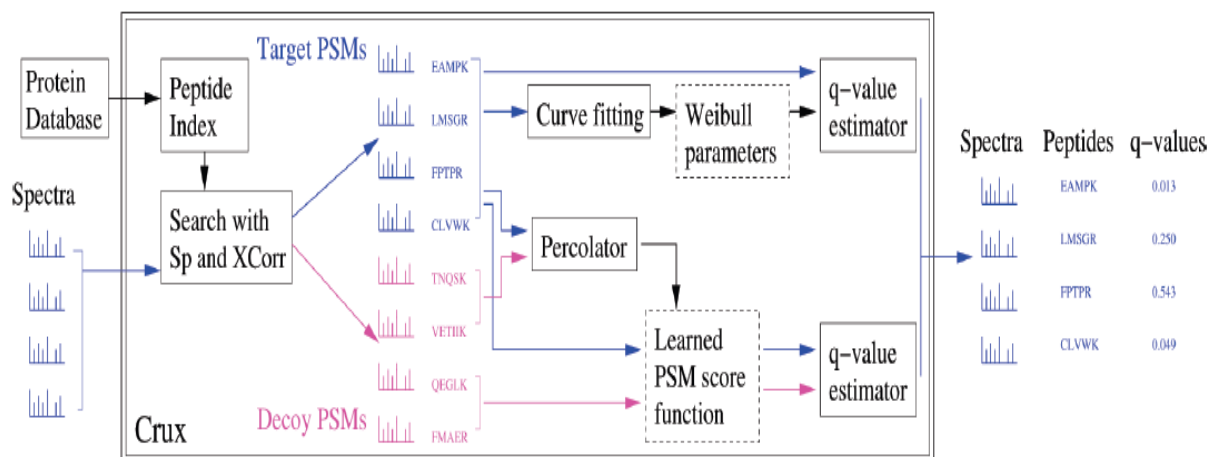 Protein
Database
Peptide
Index
Spectra
Search with
Sp and XCorr
Target PSMs
EAMPK
LMSGR
FPTPR
CLVWK
TNQSK
VETIIK
QEGLK
FMAER
Decoy PSMs
Crux
Curve fitting
Weibull
parameters
q-value
estimator
Percolator
Learned
PSM score
function
q-value
estimator
Spectra Peptides q-values
EAMPK 0.013
LMSGR 0.250
FPTPR 0.543
CLVWK 0.049